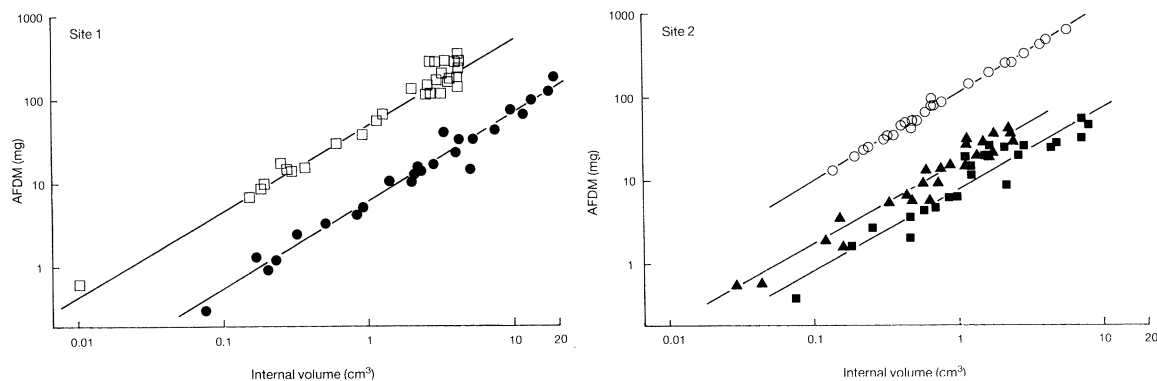 Site 1
1000
100
10
1
AFDM (mg)
0.01 0.1 1 10 20
Internal volume (cm³)
Site 2
1000
100
10
1
AFDM (mg)
0.01 0.1 1 10 20
Internal volume (cm³)